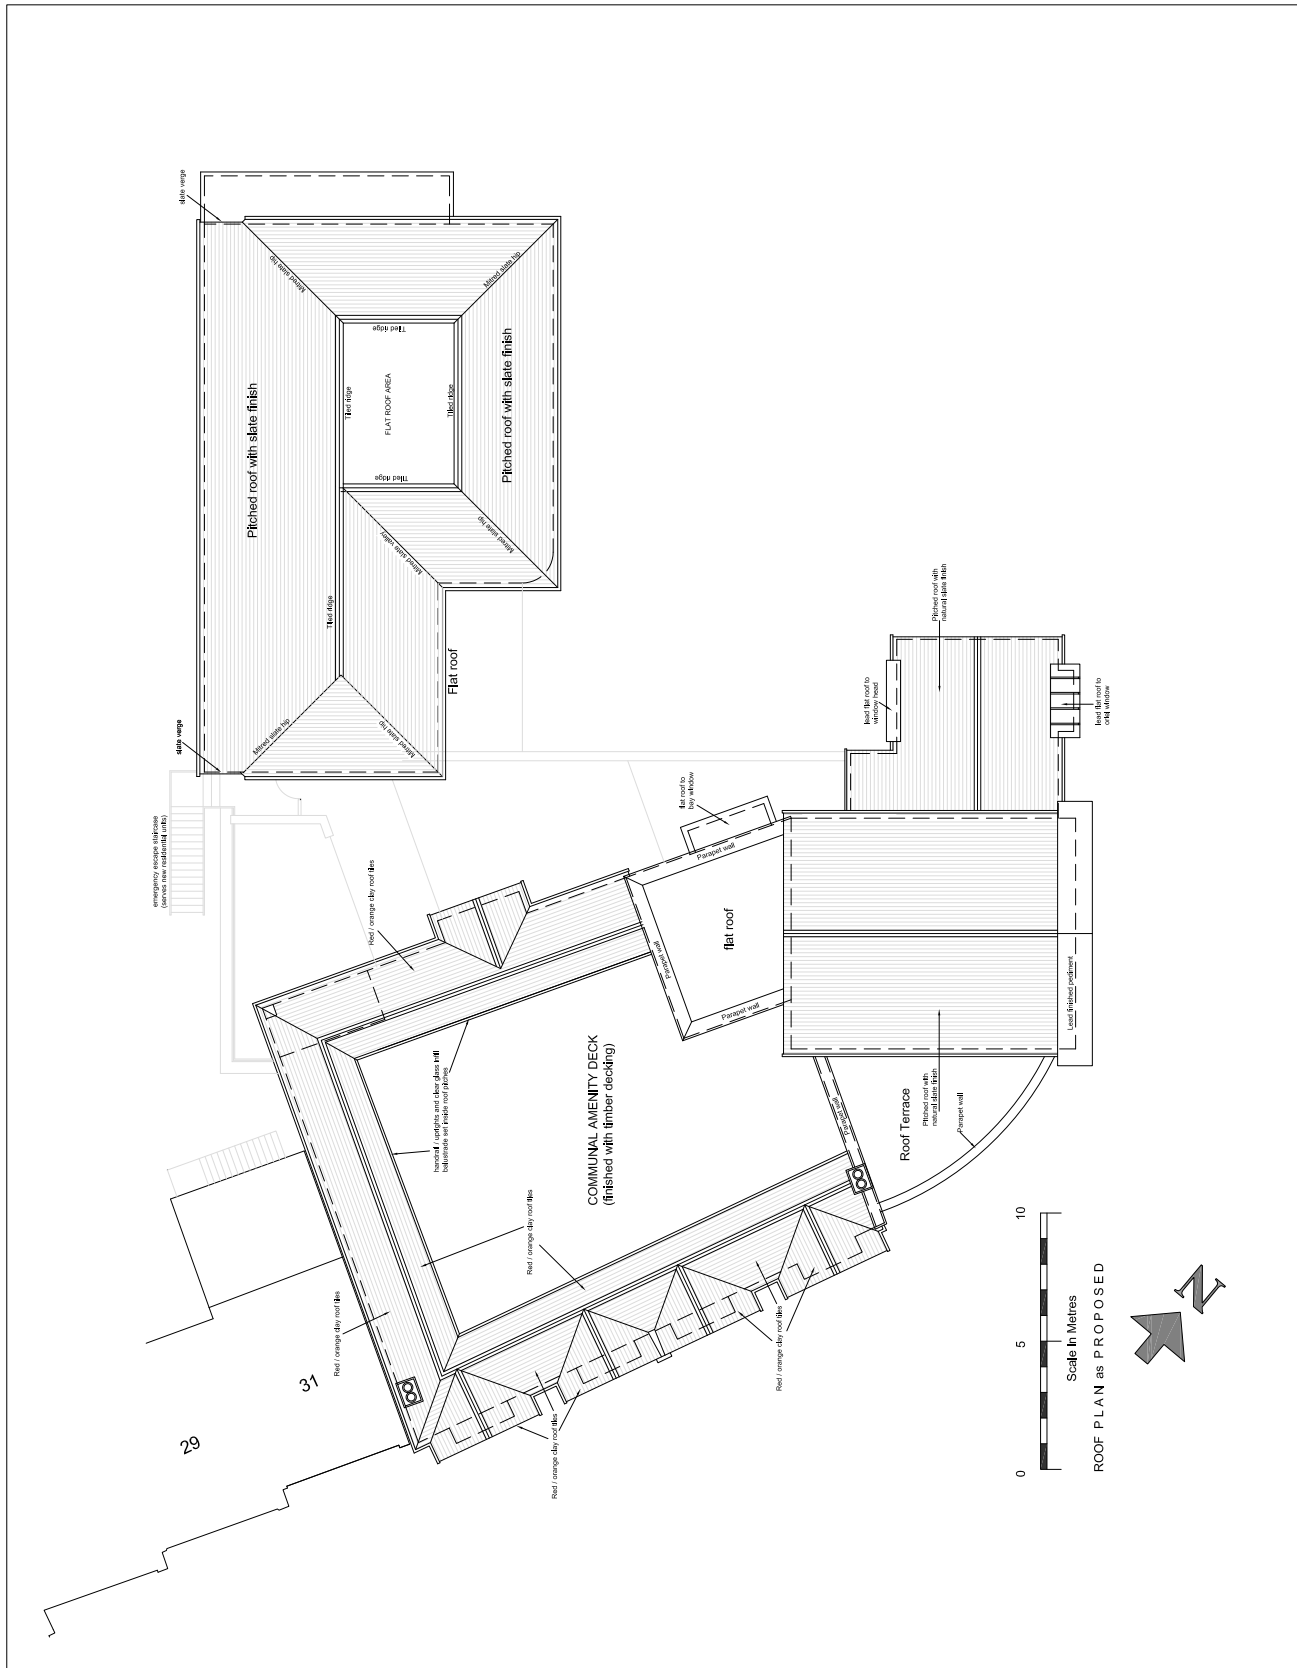 slate verge
slate verge
Pitched roof with slate finish
Mitred slate hip
Mitred slate hip
Tiled ridge
Tiled ridge
FLAT ROOF AREA
Tiled ridge
Tiled ridge
Pitched roof with slate finish
Mitred slate valley
Mitred slate hip
Tiled ridge
Mitred slate hip
Mitred slate hip
Flat roof
emergency escape staircase
(serves new residential units)
Pitched roof with
natural slate finish
lead flat roof to
window head
lead flat roof to
oriel window
flat roof to
bay window
Parapet wall
flat roof
Parapet wall
Parapet wall
Lead finished pediment
Pitched roof with
natural slate finish
Red / orange clay roof tiles
handrail / uprights and clear glass infill
balustrade set inside roof pitches
COMMUNAL AMENITY DECK
(finished with timber decking)
Parapet wall
Roof Terrace
Parapet wall
Red / orange clay roof tiles
Red / orange clay roof tiles
Red / orange clay roof tiles
Red / orange clay roof tiles
31
29
0
5
10
Scale in Metres
ROOF PLAN as PROPOSED
N